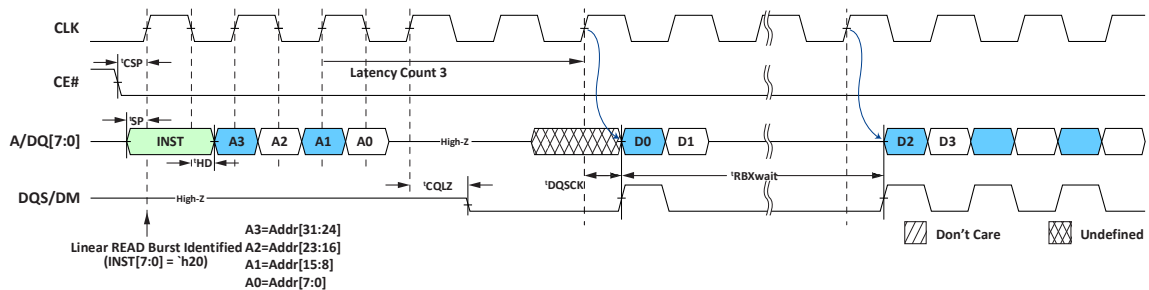 CLK
tCSP
Latency Count 3
CE#
tSP
A/DQ[7:0]
INST
A3
A2
A1
A0
High-Z
D0
D1
D2
D3
tHD
tCQLZ
tDQSCK
tRBXwait
DQS/DM
High-Z
Linear READ Burst Identified
(INST[7:0] = `h20)
A3=Addr[31:24]
A2=Addr[23:16]
A1=Addr[15:8]
A0=Addr[7:0]
Don't Care
Undefined